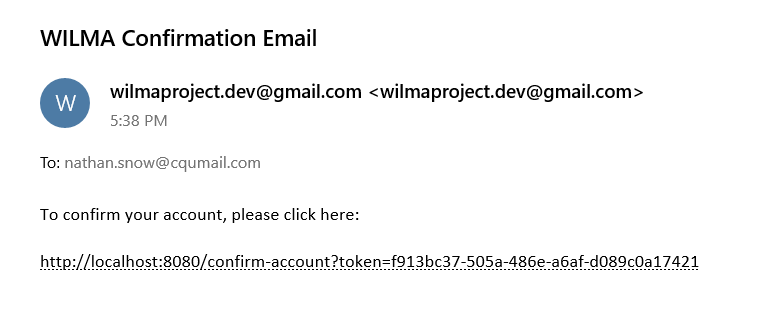 WILMA Confirmation Email
W
wilmaproject.dev@gmail.com <wilmaproject.dev@gmail.com>
5:38 PM
To: nathan.snow@cqumail.com
To confirm your account, please click here:
http://localhost:8080/confirm-account?token=f913bc37-505a-486e-a6af-d089c0a17421